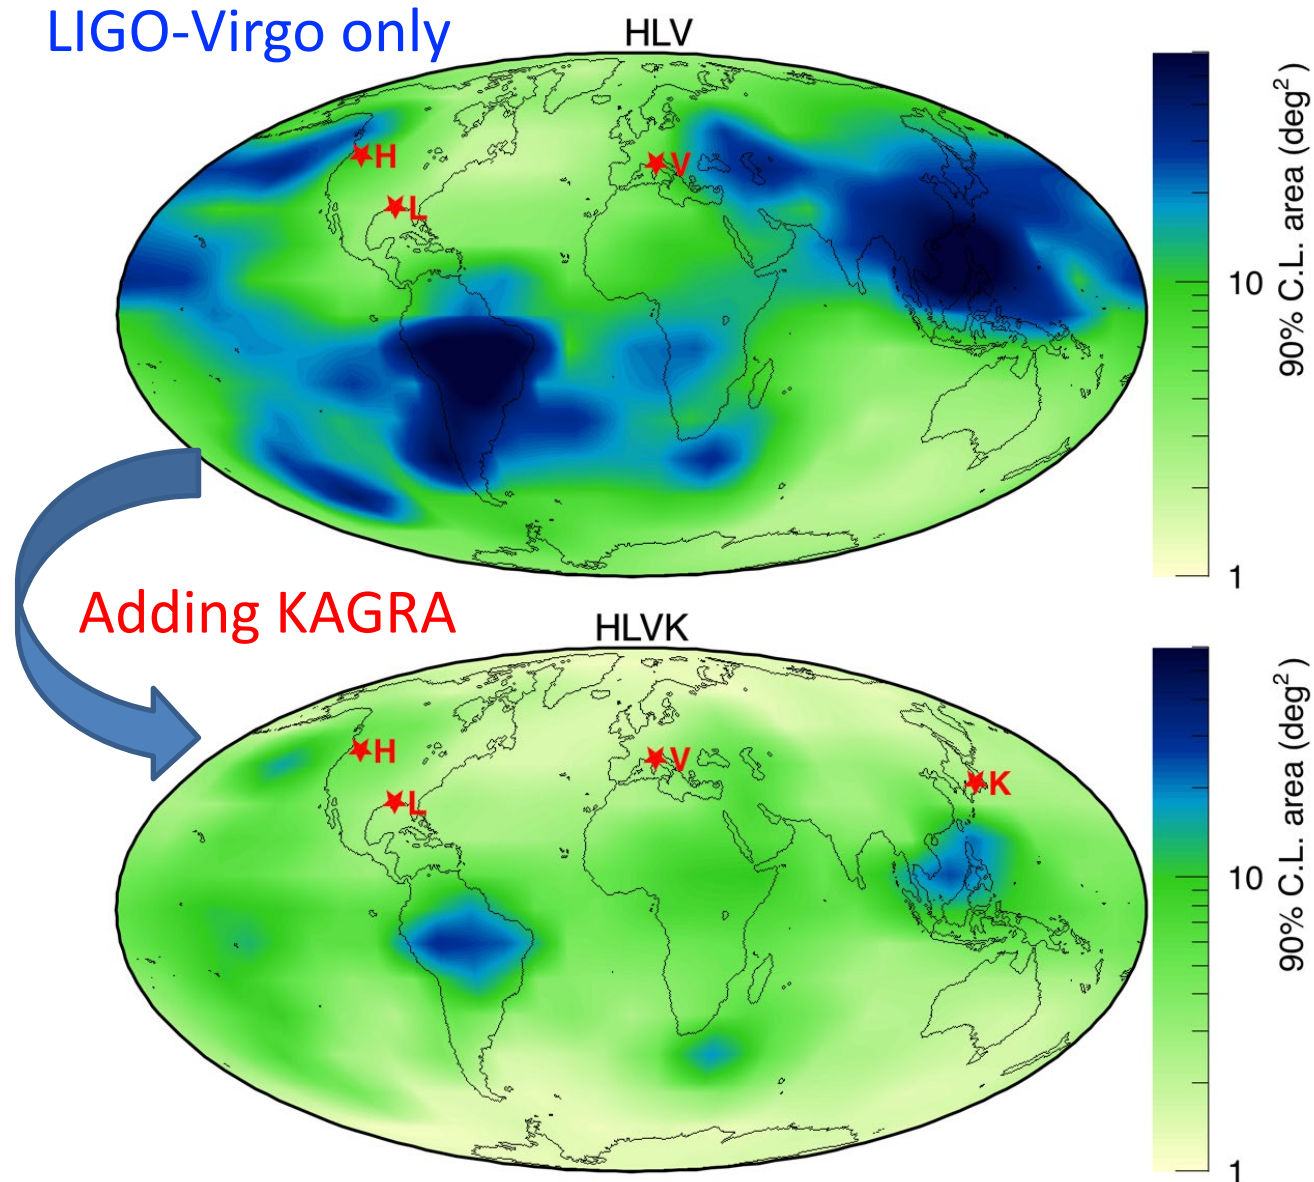 LIGO-Virgo only
HLV
H
V
L
10
1
90% C.L. area (deg²)
Adding KAGRA
HLVK
H
V
K
L
10
1
90% C.L. area (deg²)